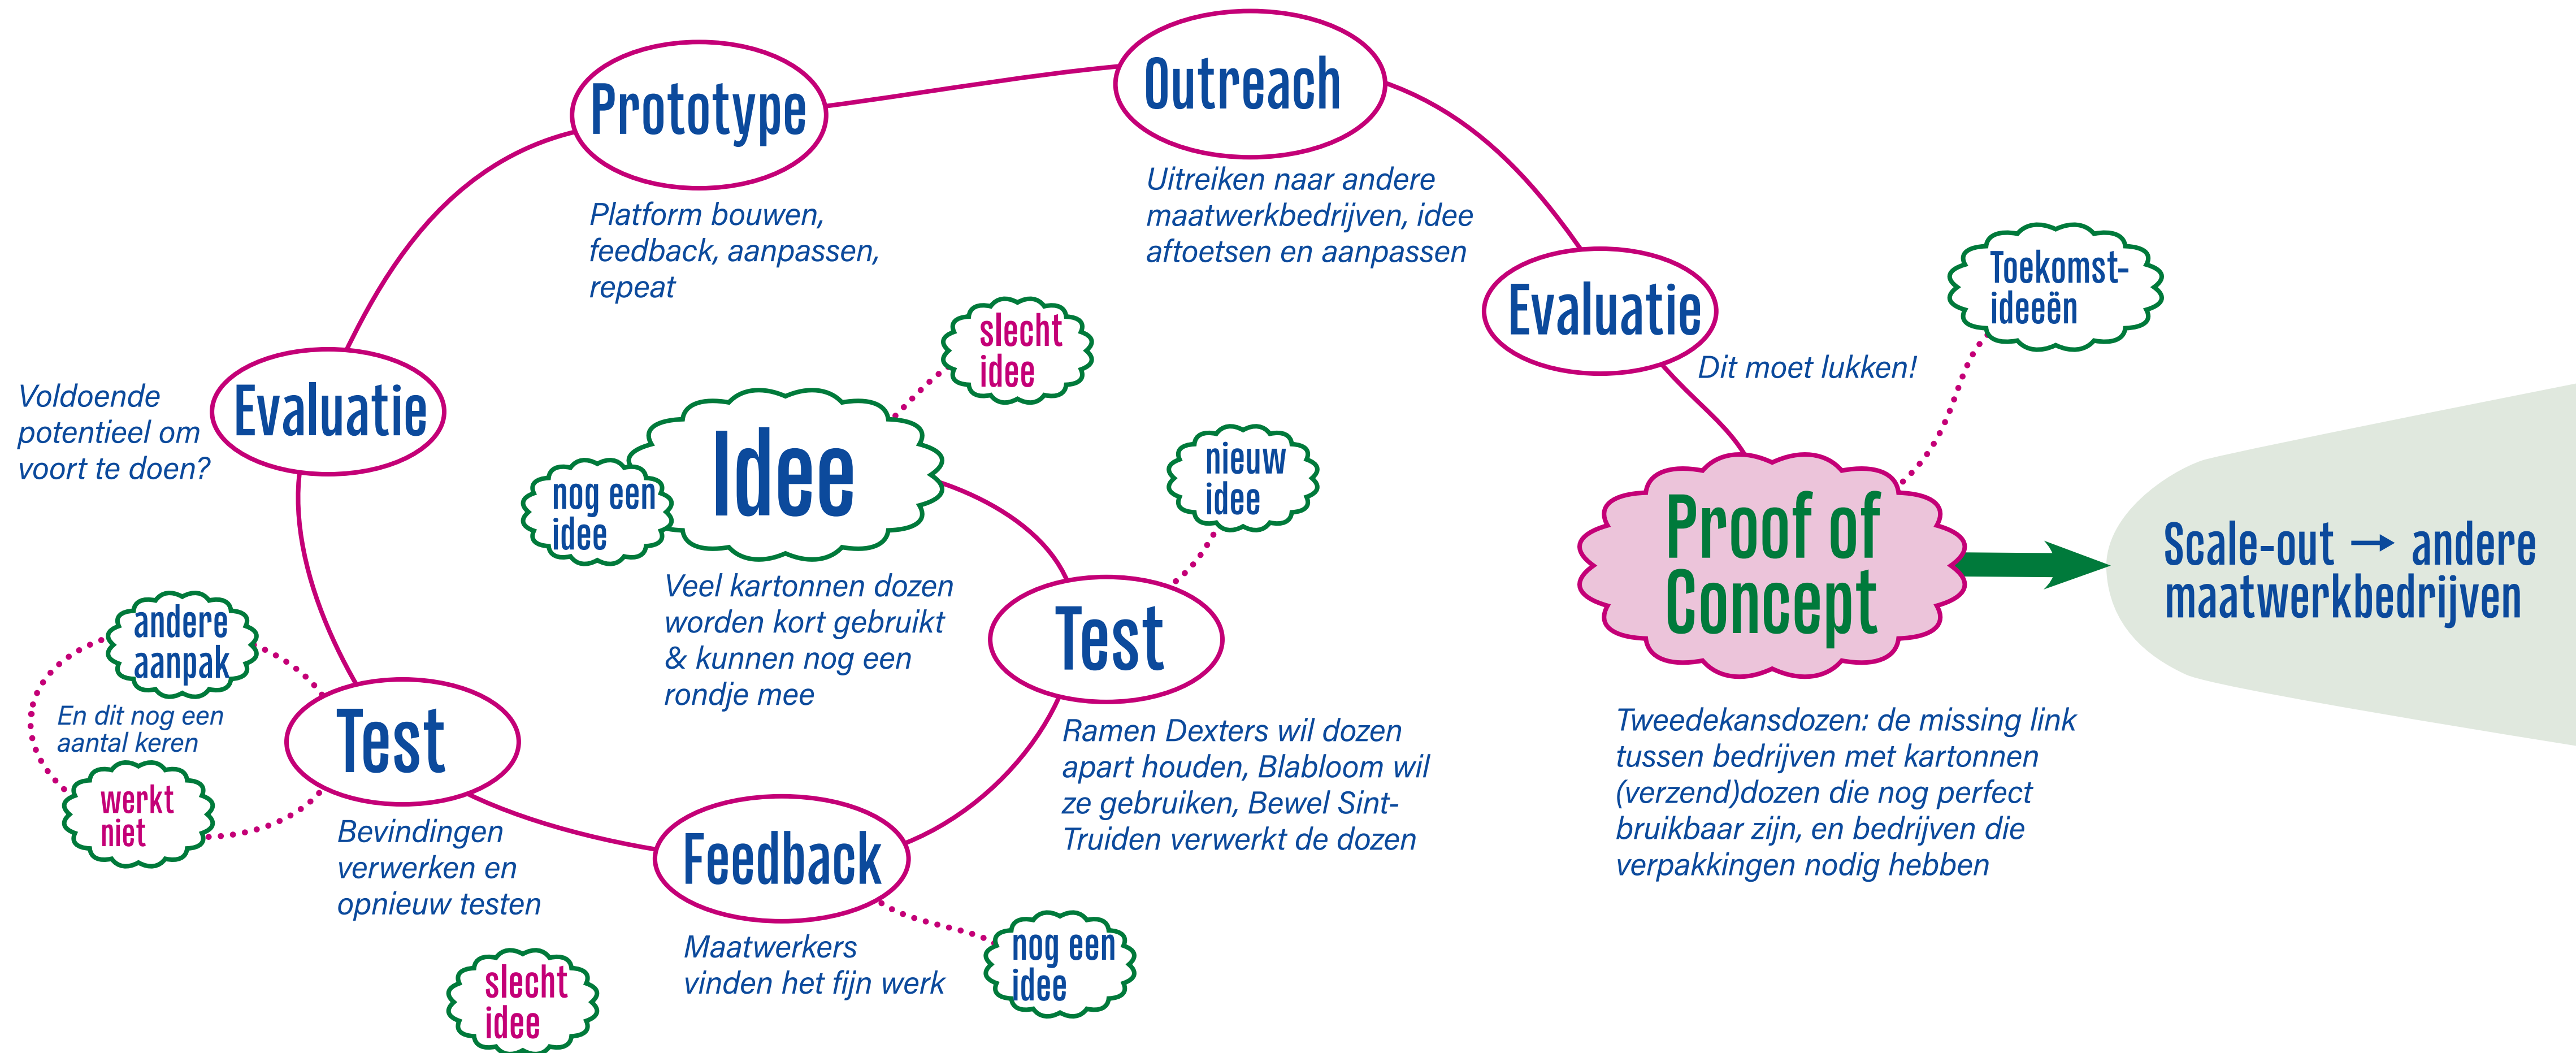 Prototype
Platform bouwen,
feedback, aanpassen,
repeat
Outreach
Uitreiken naar andere
maatwerkbedrijven, idee
aftoetsen en aanpassen
Evaluatie
Dit moet lukken!
Toekomst-
ideeën
Evaluatie
Voldoende
potentieel om
voort te doen?
slecht
idee
Idee
nog een
idee
Veel kartonnen dozen
worden kort gebruikt
& kunnen nog een
rondje mee
nieuw
idee
Test
Ramen Dexters wil dozen
apart houden, Blabloom wil
ze gebruiken, Bewel Sint-
Truiden verwerkt de dozen
Proof of
Concept
Tweedekansdozen: de missing link
tussen bedrijven met kartonnen
(verzend)dozen die nog perfect
bruikbaar zijn, en bedrijven die
verpakkingen nodig hebben
Scale-out → andere
maatwerkbedrijven
andere
aanpak
En dit nog een
aantal keren
werkt
niet
Test
Bevindingen
verwerken en
opnieuw testen
Feedback
Maatwerkers
vinden het fijn werk
nog een
idee
slecht
idee